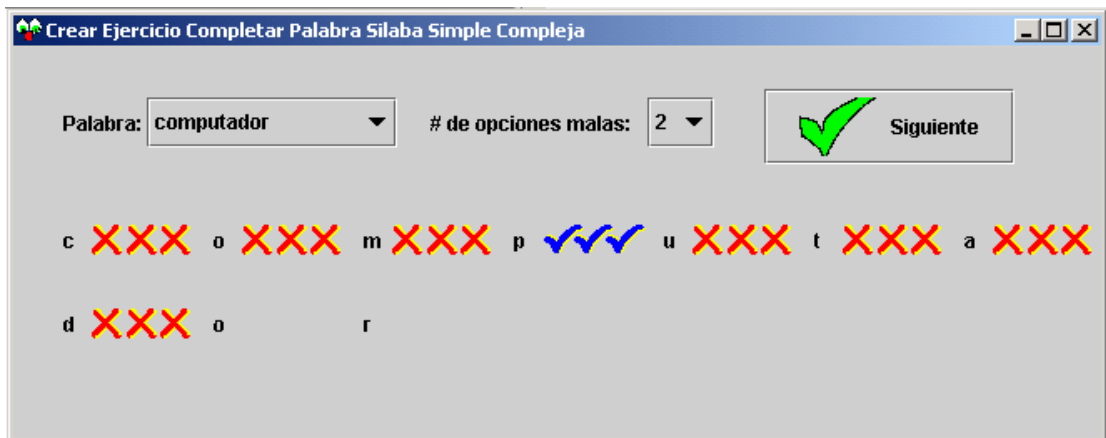 Crear Ejercicio Completar Palabra Silaba Simple Compleja
Palabra: computador # de opciones malas: 2 Siguiente
c o m p u t a
d o r